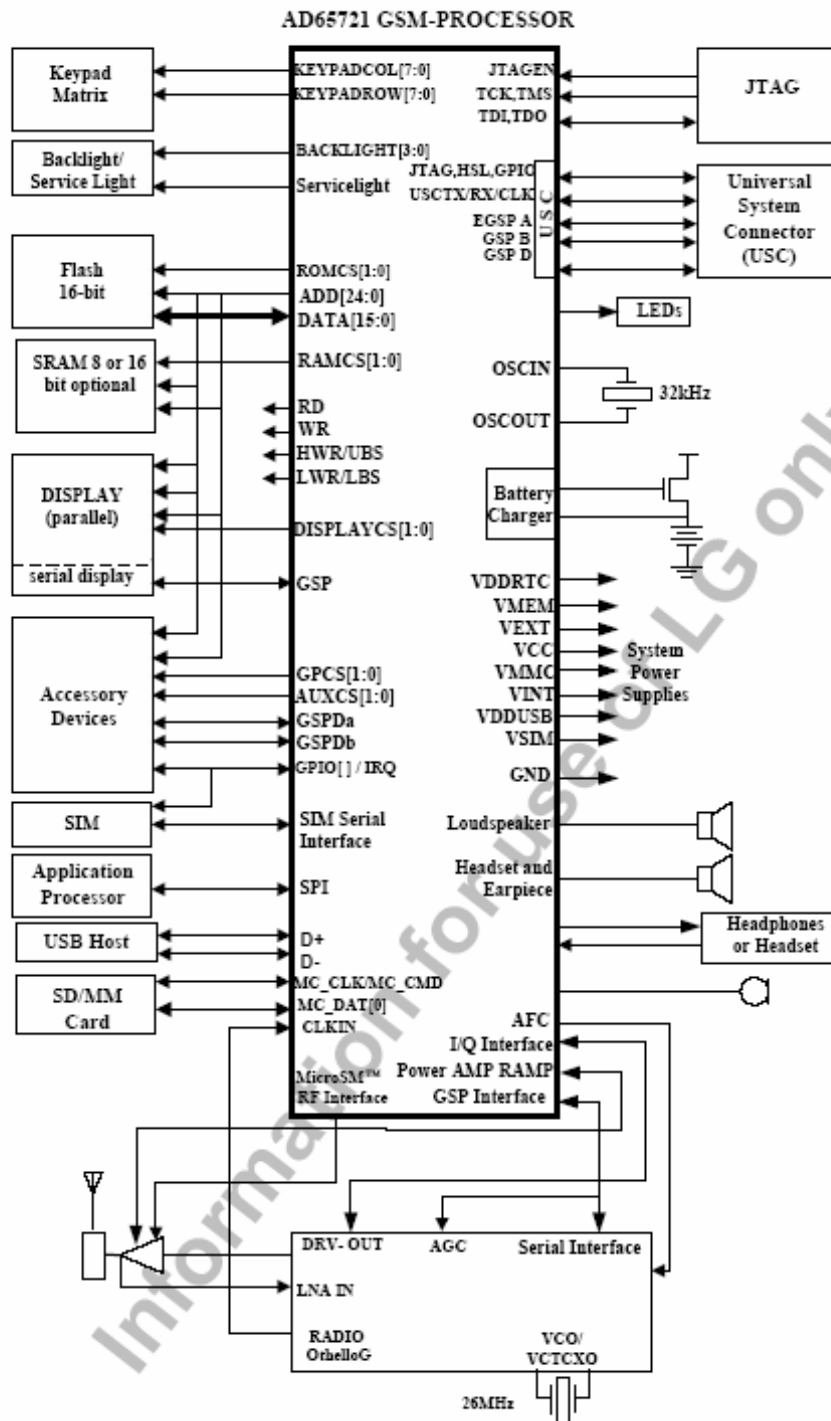 AD65721 GSM-PROCESSOR
Keypad
Matrix
Backlight/
Service Light
Flash
16-bit
SRAM 8 or 16
bit optional
DISPLAY
(parallel)
serial display
Accessory
Devices
SIM
Application
Processor
USB Host
SD/MM
Card
KEYPADCOL[7:0]
KEYPADROW[7:0]
BACKLIGHT[3:0]
Servicelight
ROMCS[1:0]
ADD[24:0]
DATA[15:0]
RAMCS[1:0]
RD
WR
HWR/UBS
LWR/LBS
DISPLAYCS[1:0]
GSP
GPCS[1:0]
AUXCS[1:0]
GSPDa
GSPDb
GPIO[ ] / IRQ
SIM Serial
Interface
SPI
D+
D-
MC_CLK/MC_CMD
MC_DAT[0]
CLKIN
MicroSM™
RF Interface
JTAGEN
TCK,TMS
TDI,TDO
JTAG,HSL,GPIO
USCTX/RX/CLK
EGSP A
GSP B
GSP D
USC
OSCIN
OSCOUT
Battery
Charger
VDDRTC
VMEM
VEXT
VCC
VMMC
VINT
VDDUSB
VSIM
GND
Loudspeaker
Headset and
Earpiece
AFC
I/Q Interface
Power AMP RAMP
GSP Interface
JTAG
Universal
System
Connector
(USC)
LEDs
32kHz
System
Power
Supplies
Headphones
or Headset
DRV- OUT
AGC
Serial Interface
LNA IN
RADIO
OthelloG
VCO/
VCTCXO
26MHz
Information for use of LG only